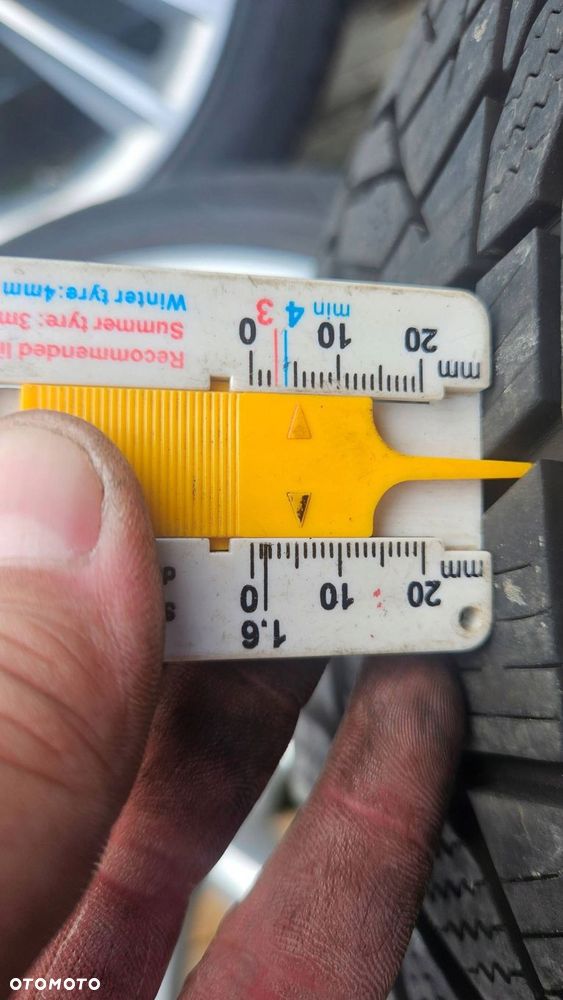 Winter tyre:4mm
Summer tyre: 3m
Recommended li
min 4 3
0 10 20 mm
0 10 20 mm
1.6
OTOMOTO